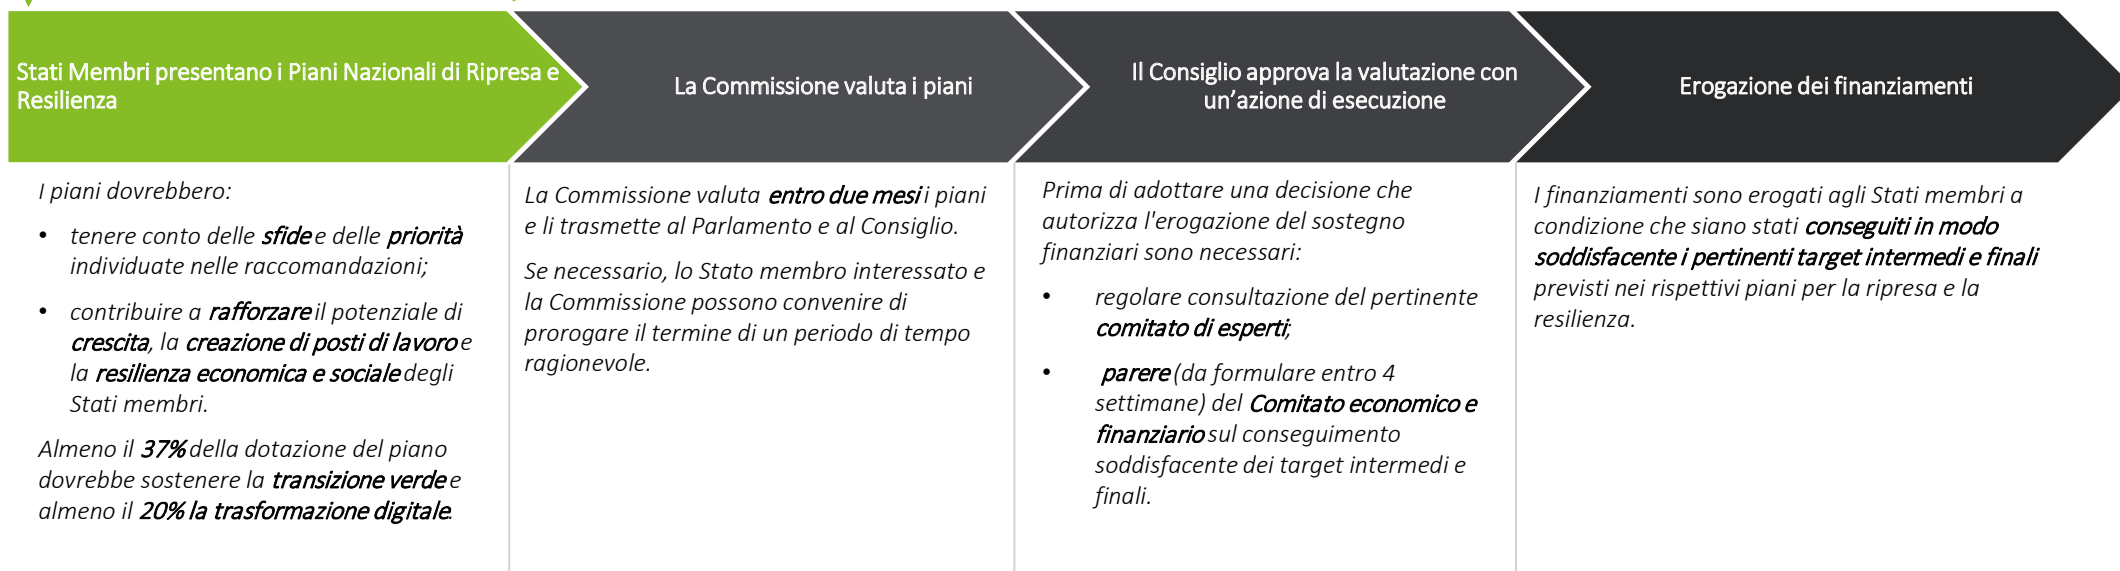 Stati Membri presentano i Piani Nazionali di Ripresa e
Resilienza
La Commissione valuta i piani
Il Consiglio approva la valutazione con
un'azione di esecuzione
Erogazione dei finanziamenti
I piani dovrebbero:
• tenere conto delle sfide e delle priorità
individuate nelle raccomandazioni;
• contribuire a rafforzare il potenziale di
crescita, la creazione di posti di lavoro e
la resilienza economica e sociale degli
Stati membri.
Almeno il 37% della dotazione del piano
dovrebbe sostenere la transizione verde e
almeno il 20% la trasformazione digitale.
La Commissione valuta entro due mesi i piani
e li trasmette al Parlamento e al Consiglio.
Se necessario, lo Stato membro interessato e
la Commissione possono convenire di
prorogare il termine di un periodo di tempo
ragionevole.
Prima di adottare una decisione che
autorizza l'erogazione del sostegno
finanziari sono necessari:
• regolare consultazione del pertinente
comitato di esperti;
• parere (da formulare entro 4
settimane) del Comitato economico e
finanziario sul conseguimento
soddisfacente dei target intermedi e
finali.
I finanziamenti sono erogati agli Stati membri a
condizione che siano stati conseguiti in modo
soddisfacente i pertinenti target intermedi e finali
previsti nei rispettivi piani per la ripresa e la
resilienza.